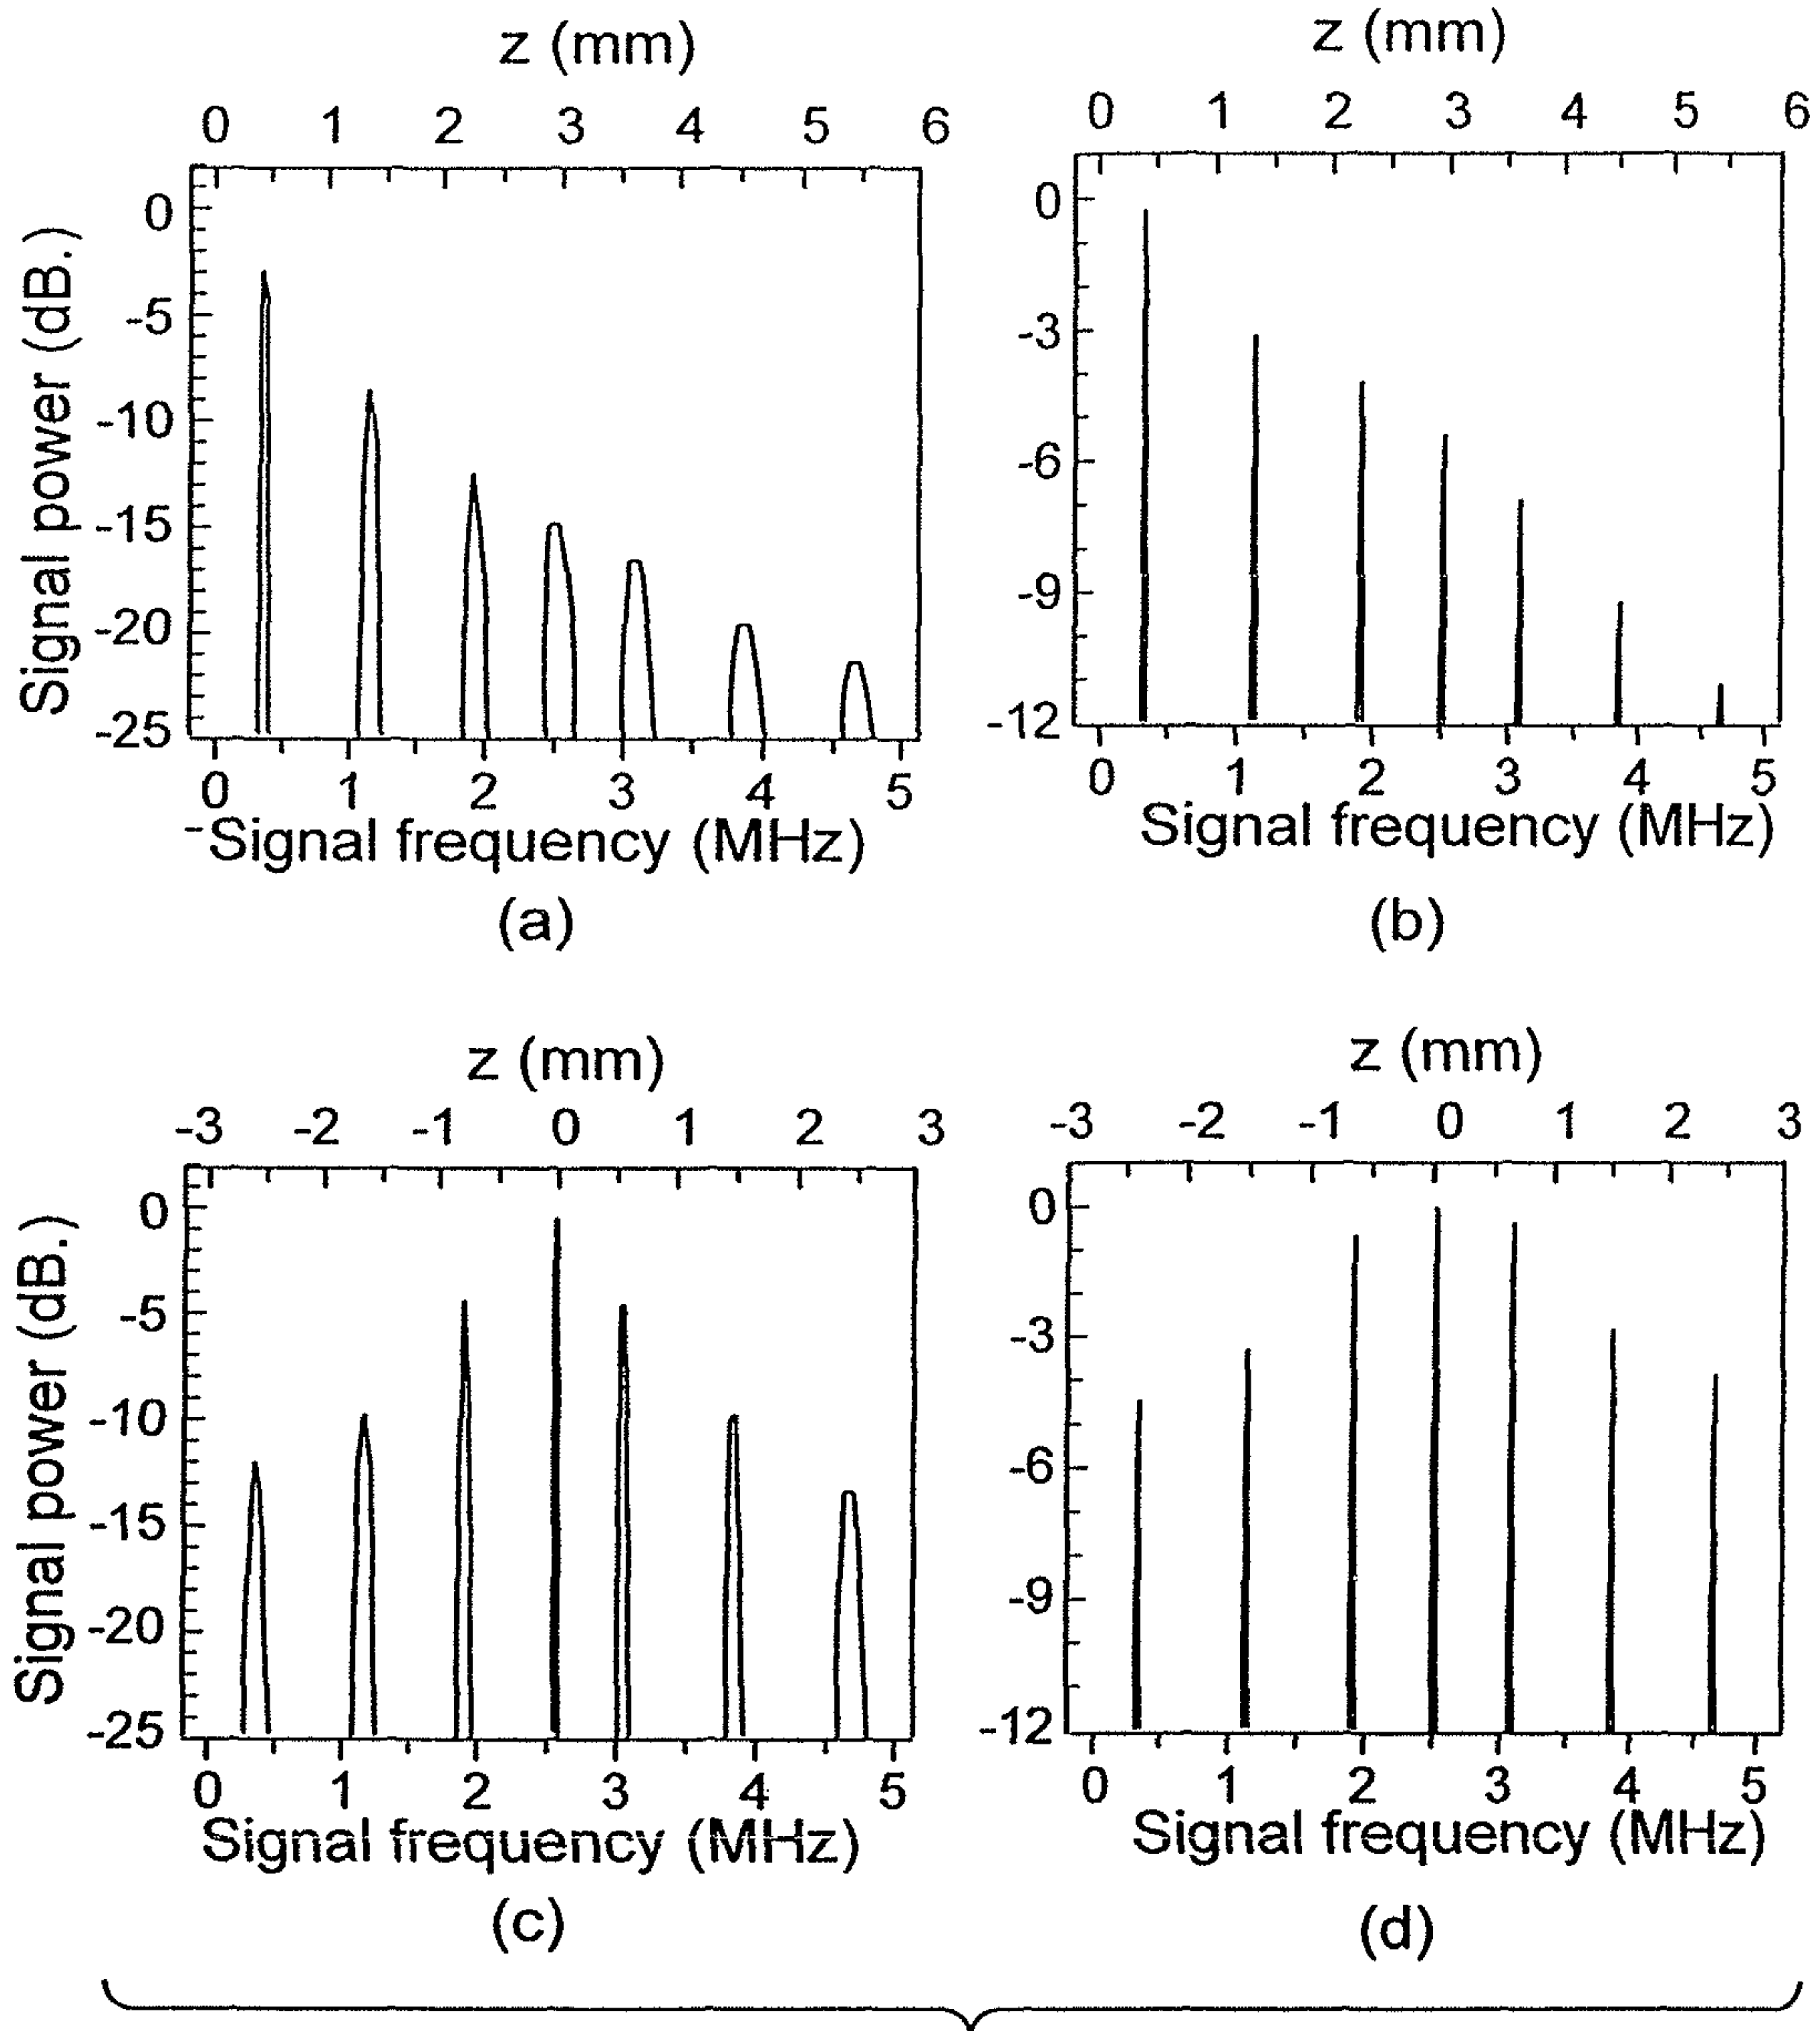 z (mm)
0 1 2 3 4 5 6
Signal power (dB.)
0
-5
-10
-15
-20
-25
0 1 2 3 4 5
-Signal frequency (MHz)
(a)
z (mm)
0 1 2 3 4 5 6
0
-3
-6
-9
-12
0 1 2 3 4 5
Signal frequency (MHz)
(b)
z (mm)
-3 -2 -1 0 1 2 3
Signal power (dB.)
0
-5
-10
-15
-20
-25
0 1 2 3 4 5
Signal frequency (MHz)
(c)
z (mm)
-3 -2 -1 0 1 2 3
0
-3
-6
-9
-12
0 1 2 3 4 5
Signal frequency (MHz)
(d)